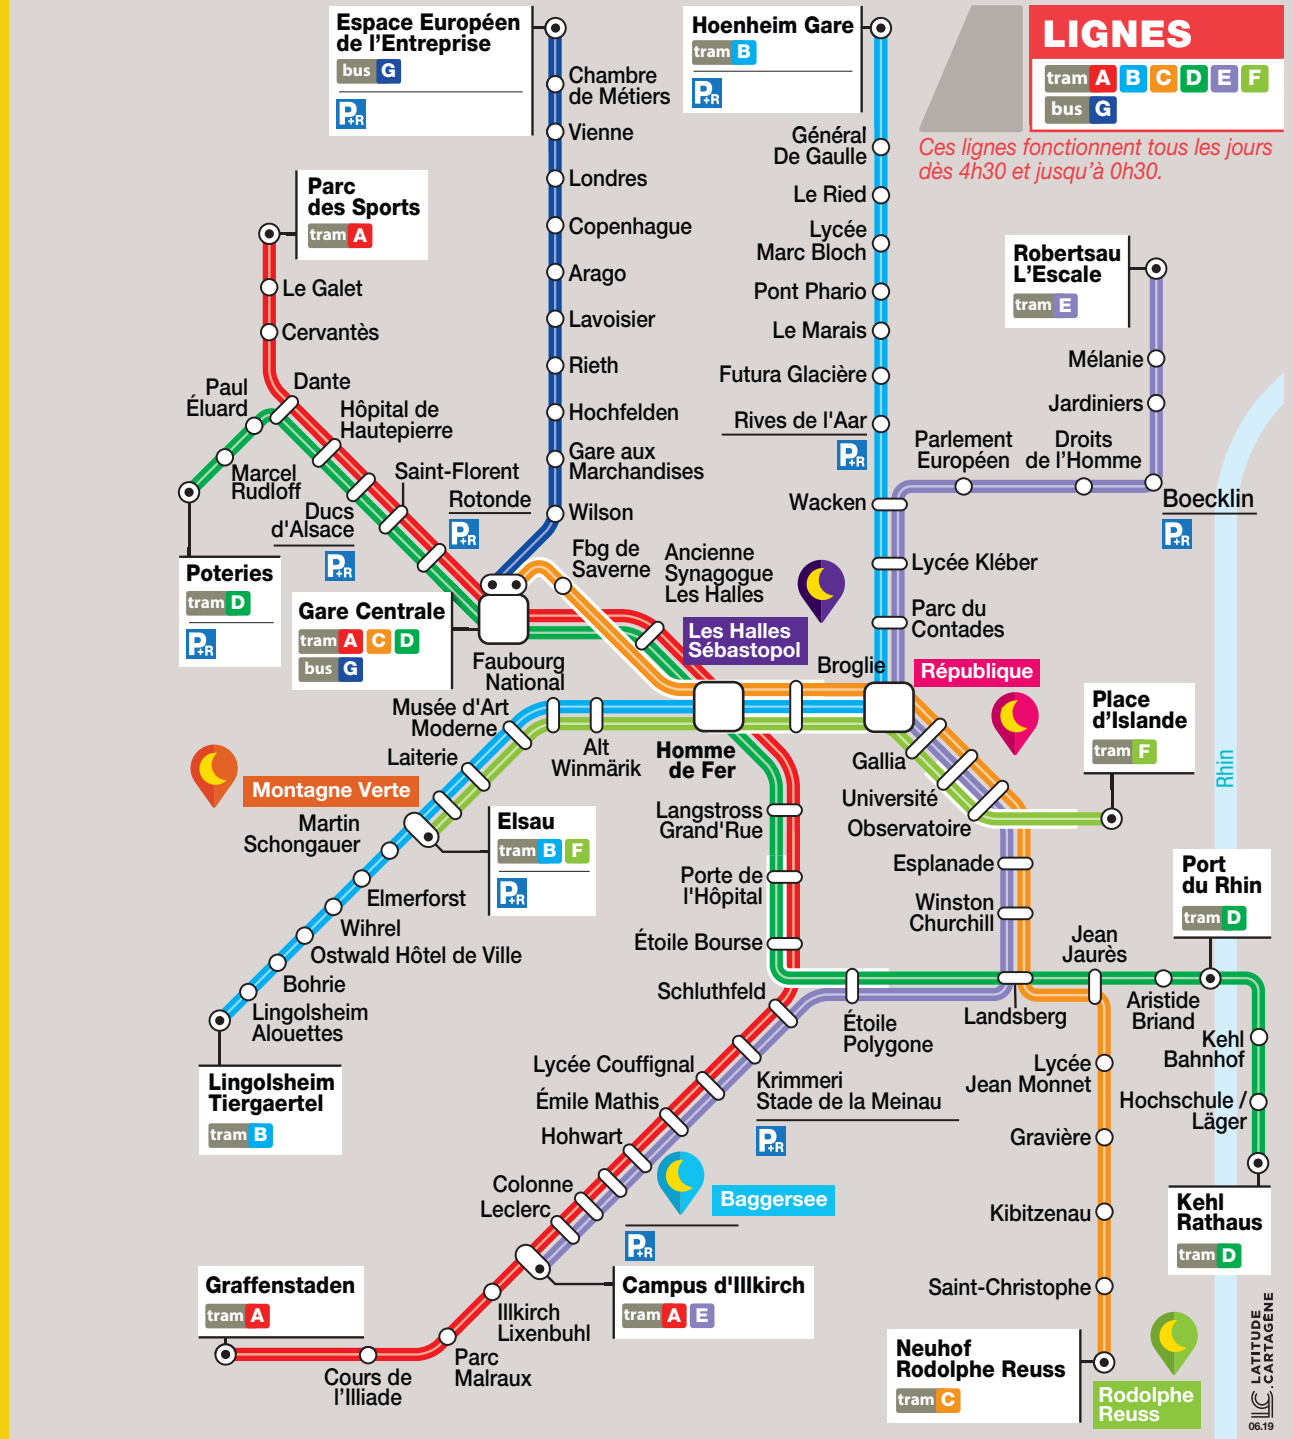 Espace Européen
de l'Entreprise
bus G
P+R
Hoenheim Gare
tram B
P+R
LIGNES
tram A B C D E F
bus G
Ces lignes fonctionnent tous les jours
dès 4h30 et jusqu'à 0h30.
Chambre
de Métiers
Vienne
Londres
Copenhague
Arago
Lavoisier
Rieth
Hochfelden
Gare aux
Marchandises
Wilson
Général
De Gaulle
Le Ried
Lycée
Marc Bloch
Pont Phario
Le Marais
Futura Glacière
Rives de l'Aar
P+R
Wacken
Lycée Kléber
Parc du
Contades
Parc
des Sports
tram A
Le Galet
Cervantès
Dante
Paul
Éluard
Hôpital de
Hautepierre
Marcel
Rudloff
Saint-Florent
Ducs
d'Alsace
P+R
Rotonde
P+R
Poteries
tram D
P+R
Gare Centrale
tram A C D
bus G
Fbg de
Saverne
Ancienne
Synagogue
Les Halles
Les Halles
Sébastopol
Faubourg
National
Robertsau
L'Escale
tram E
Mélanie
Jardiniers
Parlement
Européen
Droits
de l'Homme
Boecklin
P+R
Broglie
République
Place
d'Islande
tram F
Rhin
Musée d'Art
Moderne
Laiterie
Alt
Winmärik
Homme
de Fer
Gallia
Université
Observatoire
Montagne Verte
Martin
Schongauer
Elsau
tram B F
P+R
Elmerforst
Wihrel
Ostwald Hôtel de Ville
Bohrie
Lingolsheim
Alouettes
Lingolsheim
Tiergaertel
tram B
Langstross
Grand'Rue
Porte de
l'Hôpital
Étoile Bourse
Schluthfeld
Esplanade
Winston
Churchill
Landsberg
Étoile
Polygone
Jean
Jaurès
Port
du Rhin
tram D
Aristide
Briand
Kehl
Bahnhof
Hochschule /
Läger
Kehl
Rathaus
tram D
Lycée
Jean Monnet
Gravière
Kibitzenau
Saint-Christophe
Neuhof
Rodolphe Reuss
tram C
Rodolphe
Reuss
Krimmeri
Stade de la Meinau
P+R
Lycée Couffignal
Émile Mathis
Hohwart
Baggersee
P+R
Colonne
Leclerc
Campus d'Illkirch
tram A E
Illkirch
Lixenbuhl
Parc
Malraux
Cours de
l'Illiade
Graffenstaden
tram A
LATITUDE
.CARTAGÈNE
LC
06.19